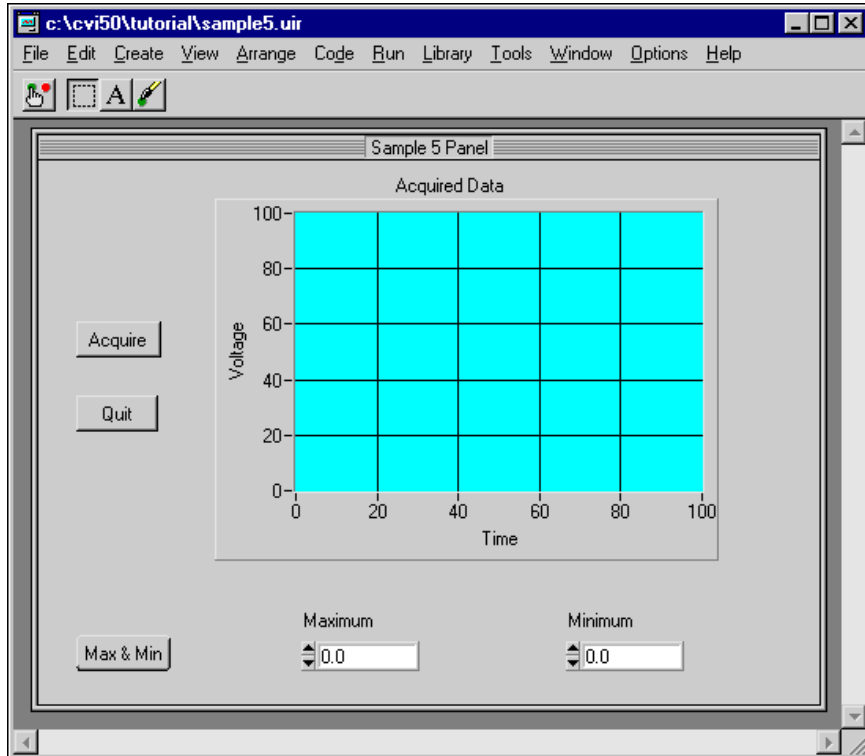 c:\cvi50\tutorial\sample5.uir
File Edit Create View Arrange Code Run Library Tools Window Options Help
A
Sample 5 Panel
Acquired Data
100
80
60
40
20
0
Voltage
0 20 40 60 80 100
Time
Acquire
Quit
Maximum Minimum
Max & Min 0.0 0.0